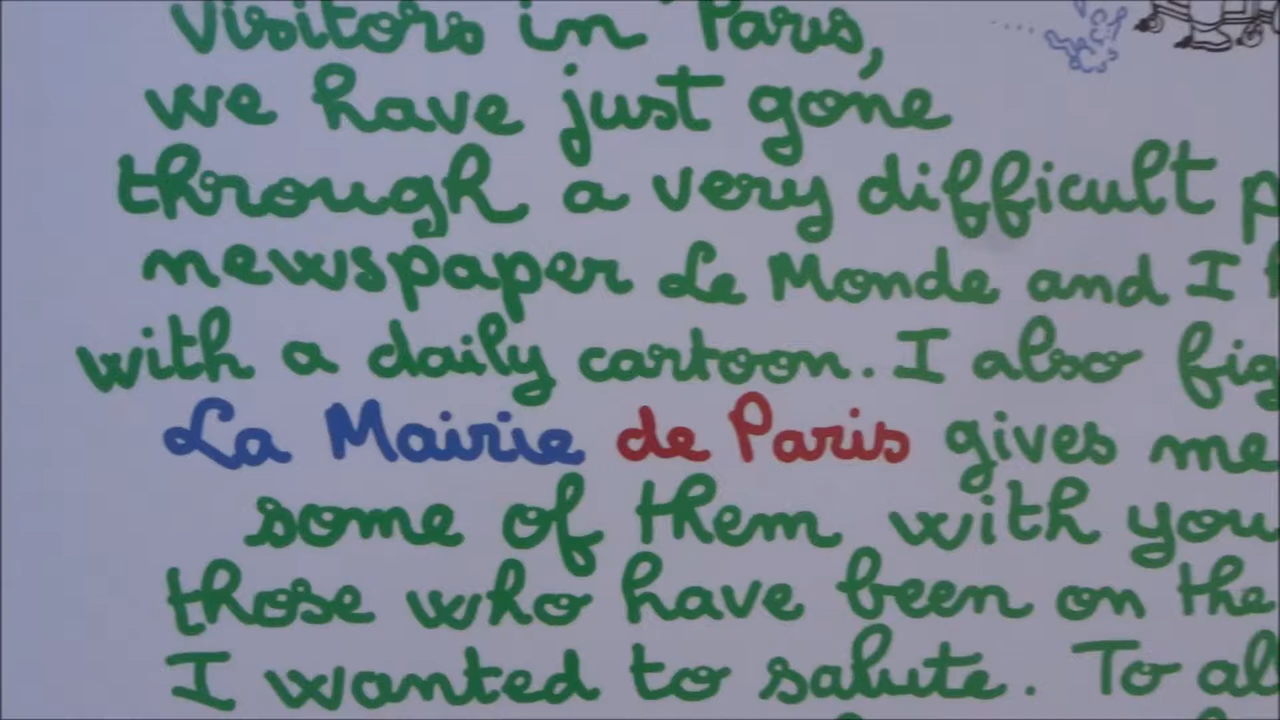 Visitors in Paris,
we have just gone
through a very difficult
newspaper Le Monde and I
with a daily cartoon. I also
La Mairie de Paris gives me
some of them with you
those who have been on the
I wanted to salute. To